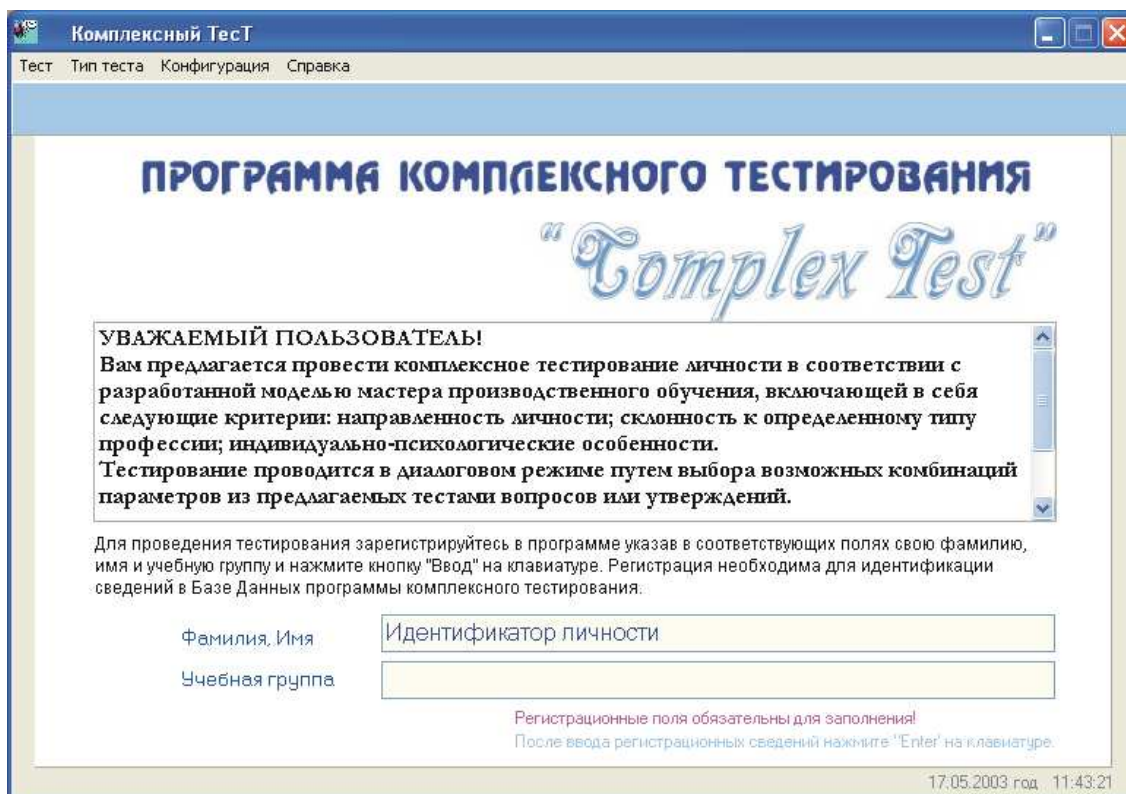 Комплексный ТесТ
Тест Тип теста Конфигурация Справка
ПРОГРАММА КОМПЛЕКСНОГО ТЕСТИРОВАНИЯ
"Complex Test"
УВАЖАЕМЫЙ ПОЛЬЗОВАТЕЛЬ!
Вам предлагается провести комплексное тестирование личности в соответствии с
разработанной моделью мастера производственного обучения, включающей в себя
следующие критерии: направленность личности; склонность к определенному типу
профессии; индивидуально-психологические особенности.
Тестирование проводится в диалоговом режиме путем выбора возможных комбинаций
параметров из предлагаемых тестами вопросов или утверждений.
Для проведения тестирования зарегистрируйтесь в программе указав в соответствующих полях свою фамилию,
имя и учебную группу и нажмите кнопку "Ввод" на клавиатуре. Регистрация необходима для идентификации
сведений в Базе Данных программы комплексного тестирования.
Фамилия, Имя Идентификатор личности
Учебная группа
Регистрационные поля обязательны для заполнения!
После ввода регистрационных сведений нажмите "Enter' на клавиатуре.
17.05.2003 год 11:43:21